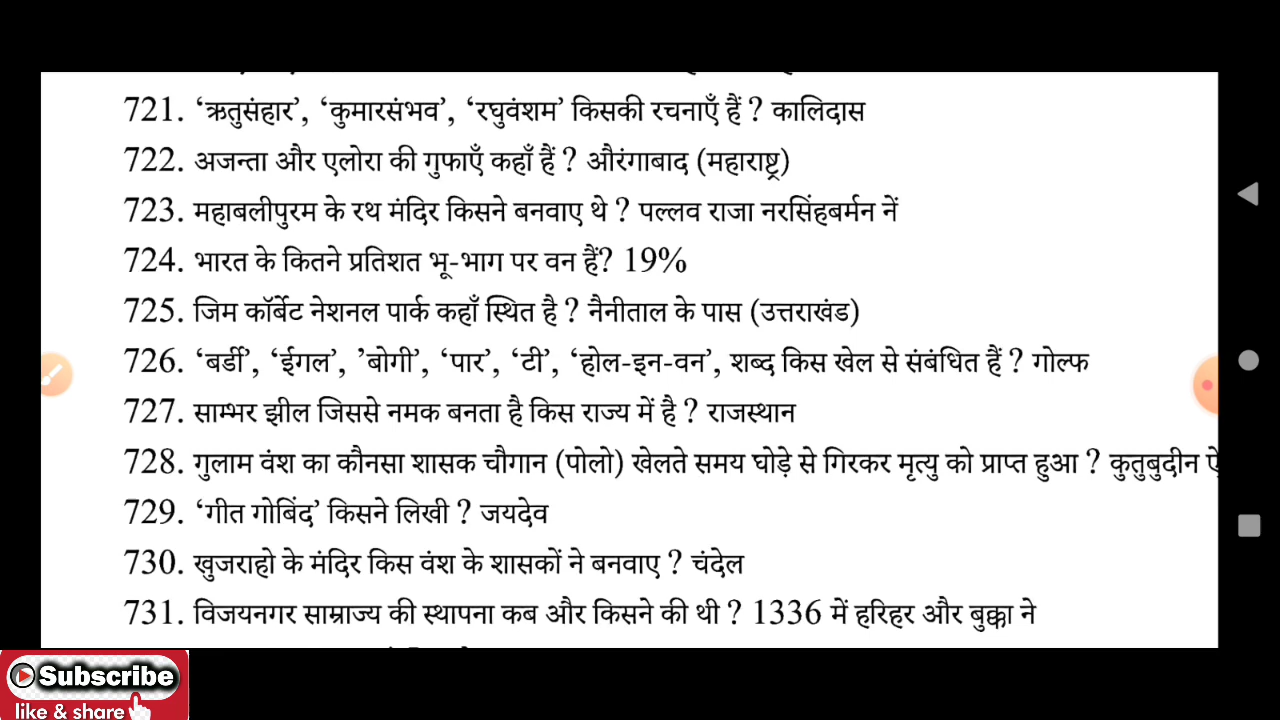 721. ‘ऋतुसंहार’, ‘कुमारसंभव’, ‘रघुवंशम’ किसकी रचनाएँ हैं ? कालिदास
722. अजन्ता और एलोरा की गुफाएँ कहाँ हैं ? औरंगाबाद (महाराष्ट्र)
723. महाबलीपुरम के रथ मंदिर किसने बनवाए थे ? पल्लव राजा नरसिंहबर्मन नें
724. भारत के कितने प्रतिशत भू-भाग पर वन हैं? 19%
725. जिम कॉर्बेट नेशनल पार्क कहाँ स्थित है ? नैनीताल के पास (उत्तराखंड)
726. ‘बर्डी’, ‘ईगल’, ’बोगी’, ‘पार’, ‘टी’, ‘होल-इन-वन’, शब्द किस खेल से संबंधित हैं ? गोल्फ
727. साम्भर झील जिससे नमक बनता है किस राज्य में है ? राजस्थान
728. गुलाम वंश का कौनसा शासक चौगान (पोलो) खेलते समय घोड़े से गिरकर मृत्यु को प्राप्त हुआ ? कुतुबुदीन
729. ‘गीत गोबिंद’ किसने लिखी ? जयदेव
730. खुजराहो के मंदिर किस वंश के शासकों ने बनवाए ? चंदेल
731. विजयनगर साम्राज्य की स्थापना कब और किसने की थी ? 1336 में हरिहर और बुक्का ने
Subscribe
like & share